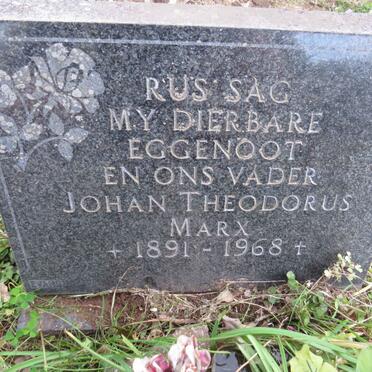 RUS SAG
MY DIERBARE
EGGENOOT
EN ONS VADER
JOHAN THEODORUS
MARX
+ 1891 - 1968 +